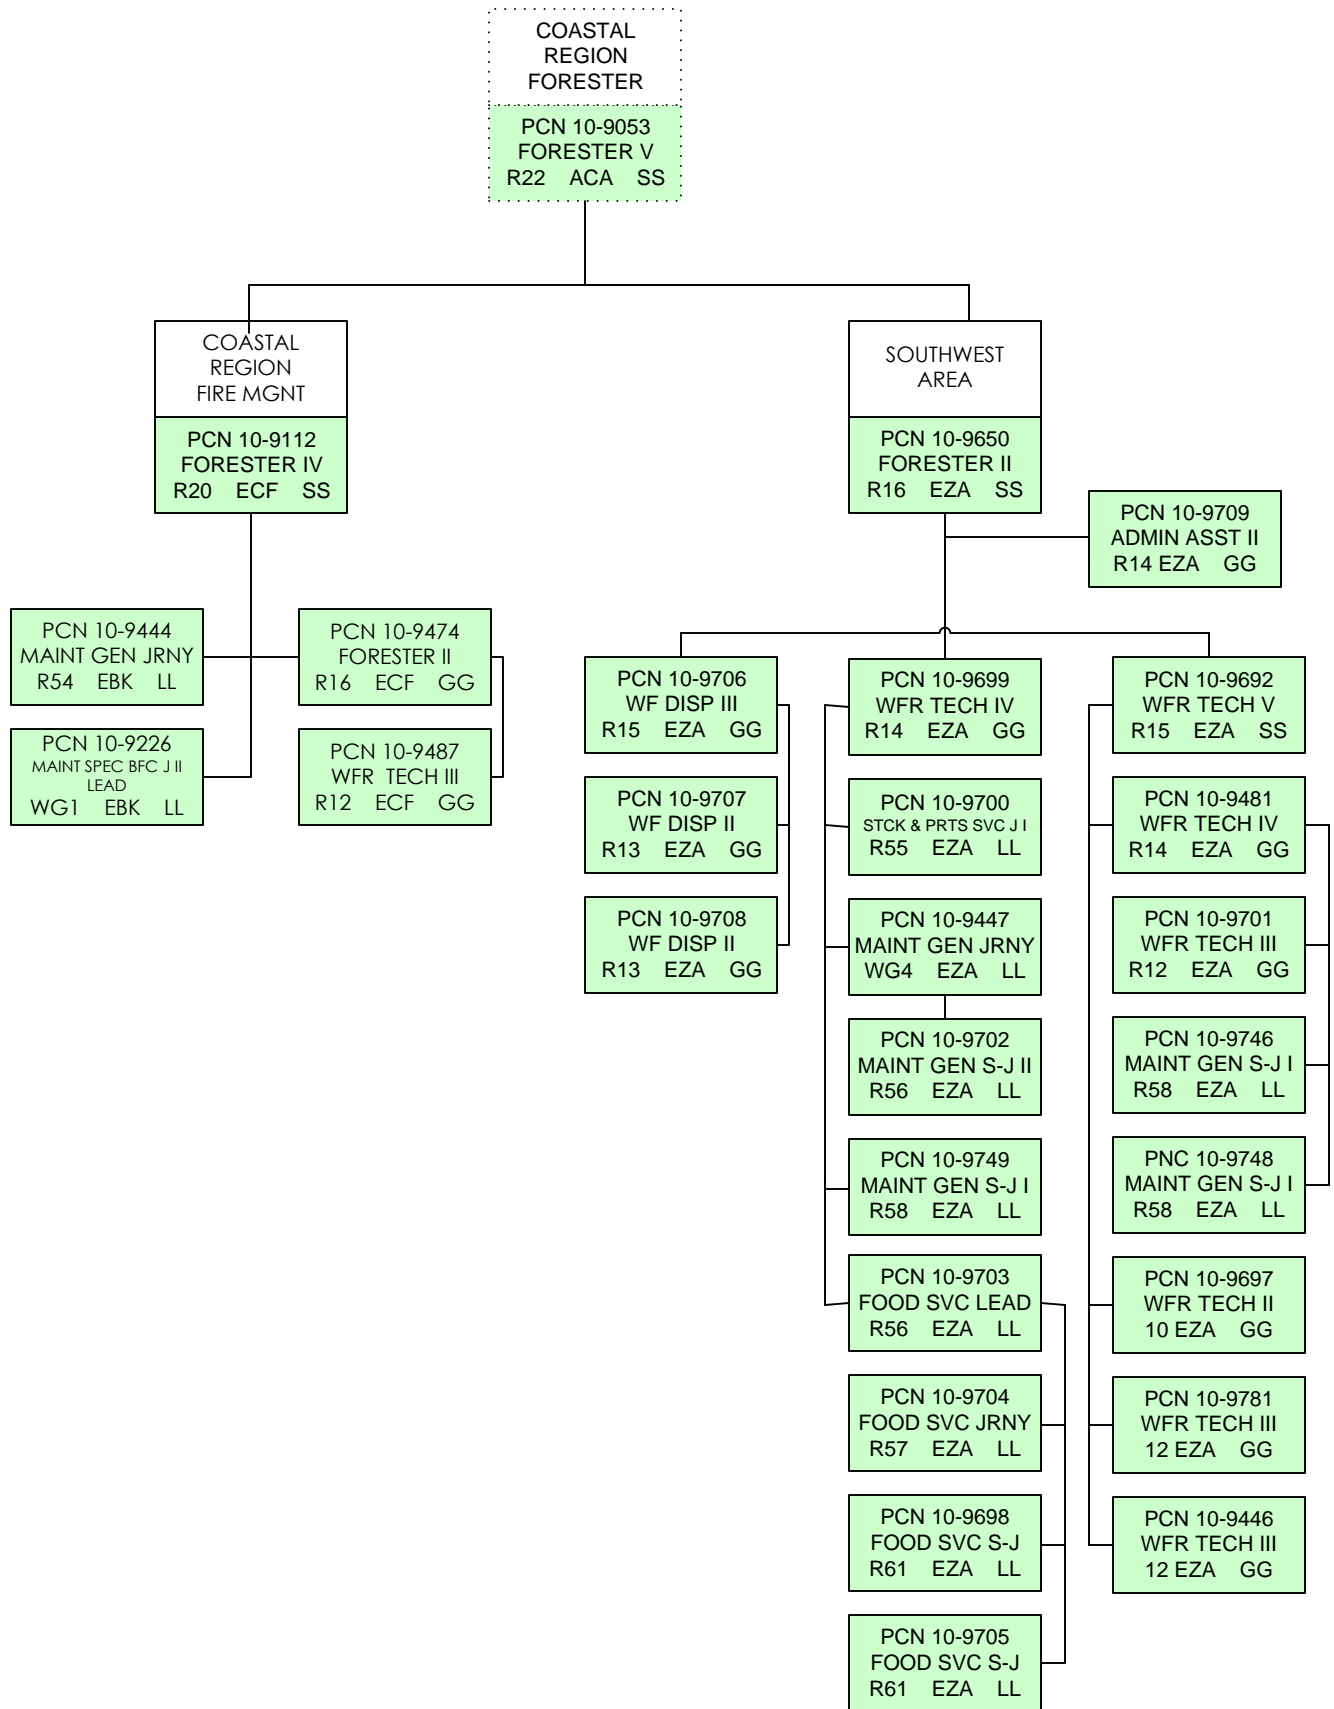 COASTAL
REGION
FORESTER
PCN 10-9053
FORESTER V
R22 ACA SS
COASTAL
REGION
FIRE MGNT
PCN 10-9112
FORESTER IV
R20 ECF SS
SOUTHWEST
AREA
PCN 10-9650
FORESTER II
R16 EZA SS
PCN 10-9709
ADMIN ASST II
R14 EZA GG
PCN 10-9444
MAINT GEN JRNY
R54 EBK LL
PCN 10-9474
FORESTER II
R16 ECF GG
PCN 10-9226
MAINT SPEC BFC J II
LEAD
WG1 EBK LL
PCN 10-9487
WFR TECH III
R12 ECF GG
PCN 10-9706
WF DISP III
R15 EZA GG
PCN 10-9707
WF DISP II
R13 EZA GG
PCN 10-9708
WF DISP II
R13 EZA GG
PCN 10-9699
WFR TECH IV
R14 EZA GG
PCN 10-9700
STCK & PRTS SVC J I
R55 EZA LL
PCN 10-9447
MAINT GEN JRNY
WG4 EZA LL
PCN 10-9702
MAINT GEN S-J II
R56 EZA LL
PCN 10-9749
MAINT GEN S-J I
R58 EZA LL
PCN 10-9703
FOOD SVC LEAD
R56 EZA LL
PCN 10-9704
FOOD SVC JRNY
R57 EZA LL
PCN 10-9698
FOOD SVC S-J
R61 EZA LL
PCN 10-9705
FOOD SVC S-J
R61 EZA LL
PCN 10-9692
WFR TECH V
R15 EZA SS
PCN 10-9481
WFR TECH IV
R14 EZA GG
PCN 10-9701
WFR TECH III
R12 EZA GG
PCN 10-9746
MAINT GEN S-J I
R58 EZA LL
PNC 10-9748
MAINT GEN S-J I
R58 EZA LL
PCN 10-9697
WFR TECH II
10 EZA GG
PCN 10-9781
WFR TECH III
12 EZA GG
PCN 10-9446
WFR TECH III
12 EZA GG